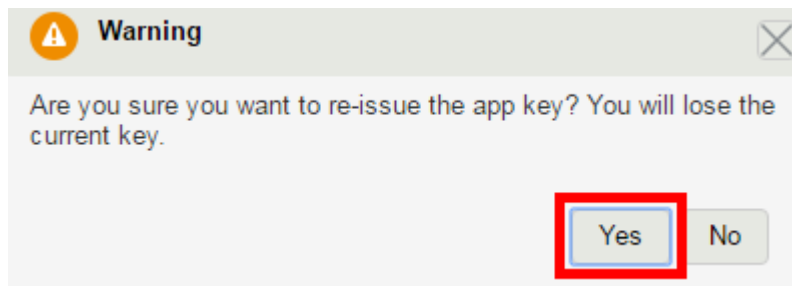 Warning
Are you sure you want to re-issue the app key? You will lose the
current key.
Yes No